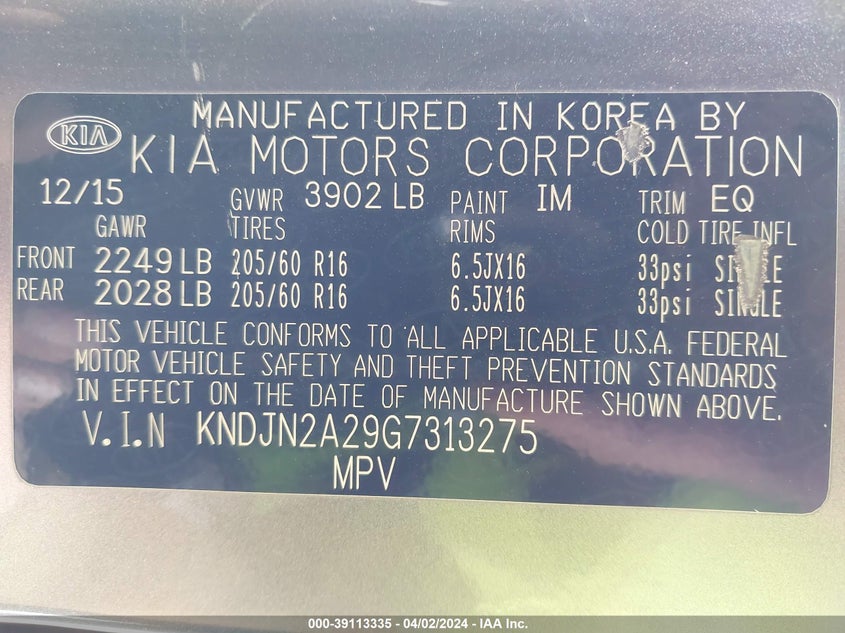 MANUFACTURED IN KOREA BY
KIA KIA MOTORS CORPORATION
12/15 GVWR 3902 LB PAINT IM TRIM EQ
GAWR TIRES RIMS COLD TIRE INFL
FRONT 2249 LB 205/60 R16 6.5JX16 33psi SINGLE
REAR 2028 LB 205/60 R16 6.5JX16 33psi SINGLE
THIS VEHICLE CONFORMS TO ALL APPLICABLE U.S.A. FEDERAL
MOTOR VEHICLE SAFETY AND THEFT PREVENTION STANDARDS
IN EFFECT ON THE DATE OF MANUFACTURE SHOWN ABOVE.
V.I.N KNDJN2A29G7313275
MPV
000-39113335 - 04/02/2024 - IAA Inc.